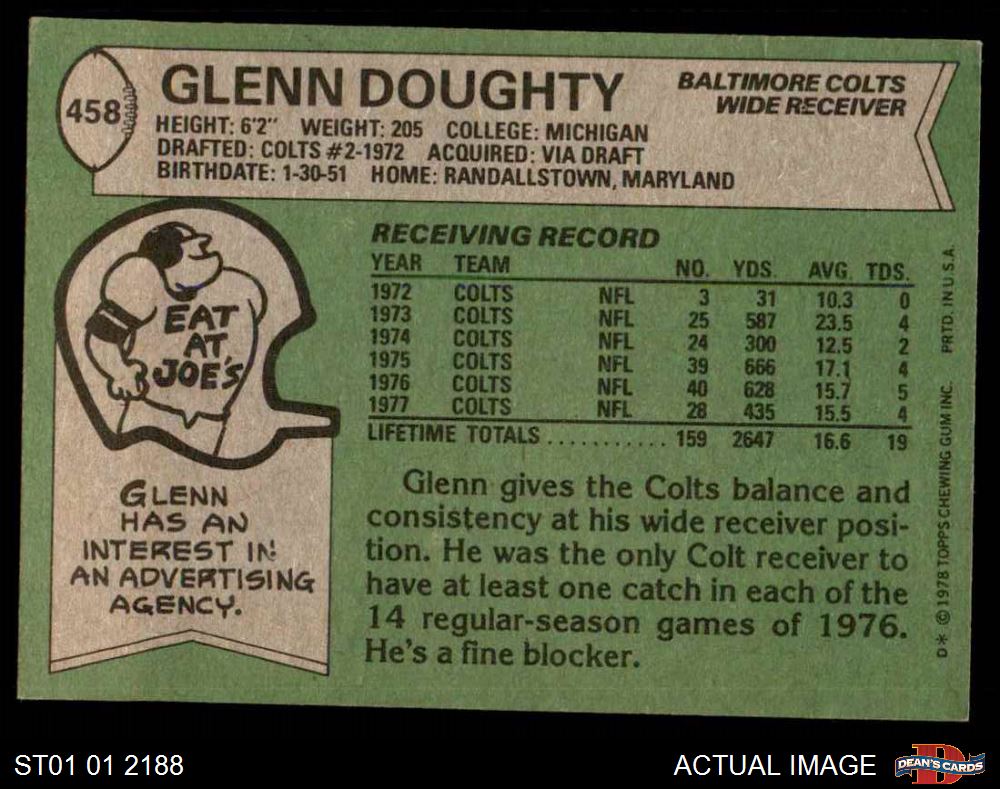 458
GLENN DOUGHTY
BALTIMORE COLTS
WIDE RECEIVER
HEIGHT: 6'2" WEIGHT: 205 COLLEGE: MICHIGAN
DRAFTED: COLTS #2-1972 ACQUIRED: VIA DRAFT
BIRTHDATE: 1-30-51 HOME: RANDALLSTOWN, MARYLAND
EAT
AT
JOE'S
GLENN
HAS AN
INTEREST IN
AN ADVERTISING
AGENCY.
RECEIVING RECORD
YEAR TEAM NO. YDS. AVG. TDS.
1972 COLTS NFL 3 31 10.3 0
1973 COLTS NFL 25 587 23.5 4
1974 COLTS NFL 24 300 12.5 2
1975 COLTS NFL 39 666 17.1 4
1976 COLTS NFL 40 628 15.7 5
1977 COLTS NFL 28 435 15.5 4
LIFETIME TOTALS ........... 159 2647 16.6 19
Glenn gives the Colts balance and
consistency at his wide receiver posi-
tion. He was the only Colt receiver to
have at least one catch in each of the
14 regular-season games of 1976.
He's a fine blocker.
D* © 1978 TOPPS CHEWING GUM INC. PRTD. IN U.S.A.
ST01 01 2188
ACTUAL IMAGE
D
DEAN'S CARDS